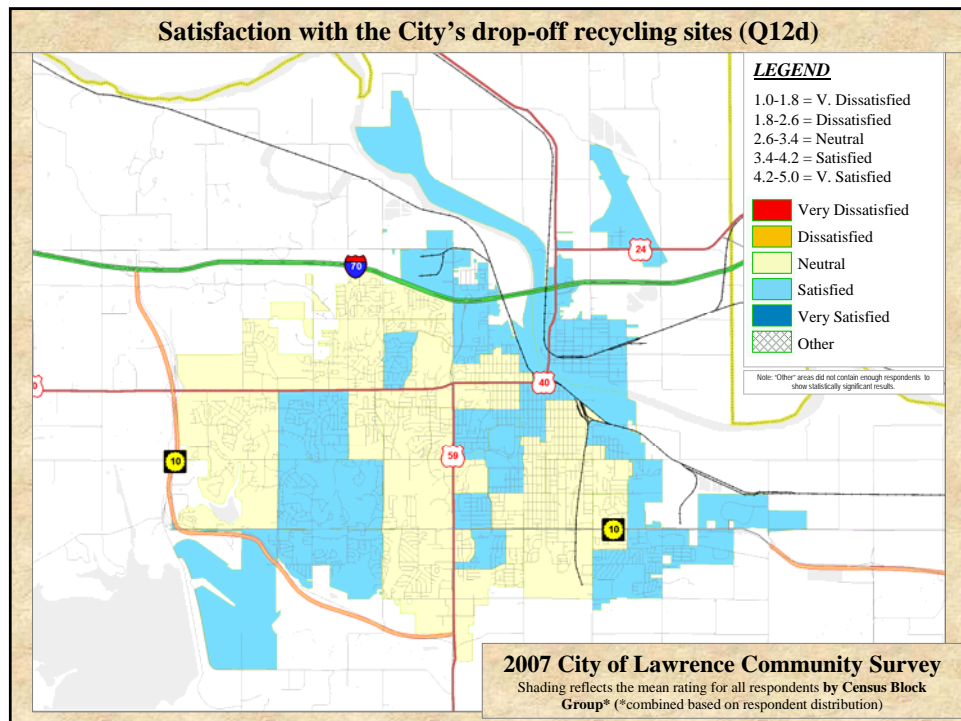 Satisfaction with the City's drop-off recycling sites (Q12d)
LEGEND
1.0-1.8 = V. Dissatisfied
1.8-2.6 = Dissatisfied
2.6-3.4 = Neutral
3.4-4.2 = Satisfied
4.2-5.0 = V. Satisfied
Very Dissatisfied
Dissatisfied
Neutral
Satisfied
Very Satisfied
Other
Note: "Other" areas did not contain enough respondents to
show statistically significant results.
24
70
40
0
59
10
10
2007 City of Lawrence Community Survey
Shading reflects the mean rating for all respondents by Census Block
Group* (*combined based on respondent distribution)